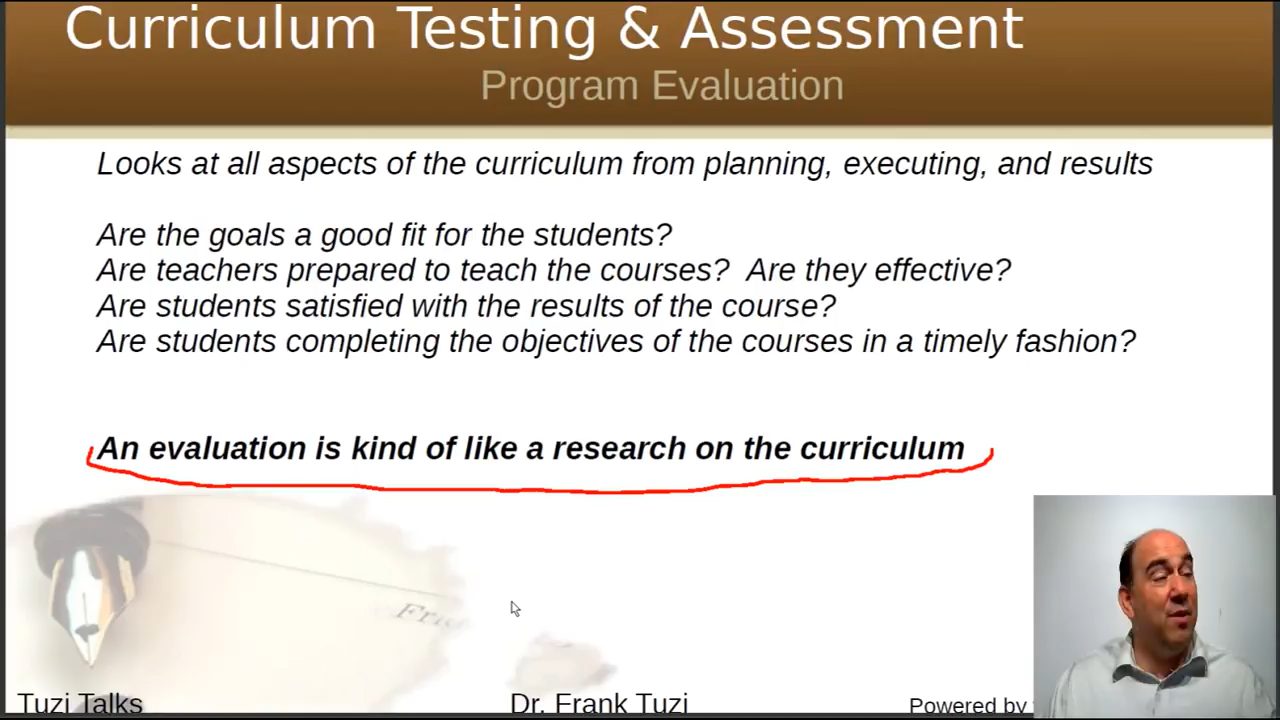 Curriculum Testing & Assessment
Program Evaluation
Looks at all aspects of the curriculum from planning, executing, and results
Are the goals a good fit for the students?
Are teachers prepared to teach the courses? Are they effective?
Are students satisfied with the results of the course?
Are students completing the objectives of the courses in a timely fashion?
An evaluation is kind of like a research on the curriculum
Tuzi Talks
Dr. Frank Tuzi
Powered by